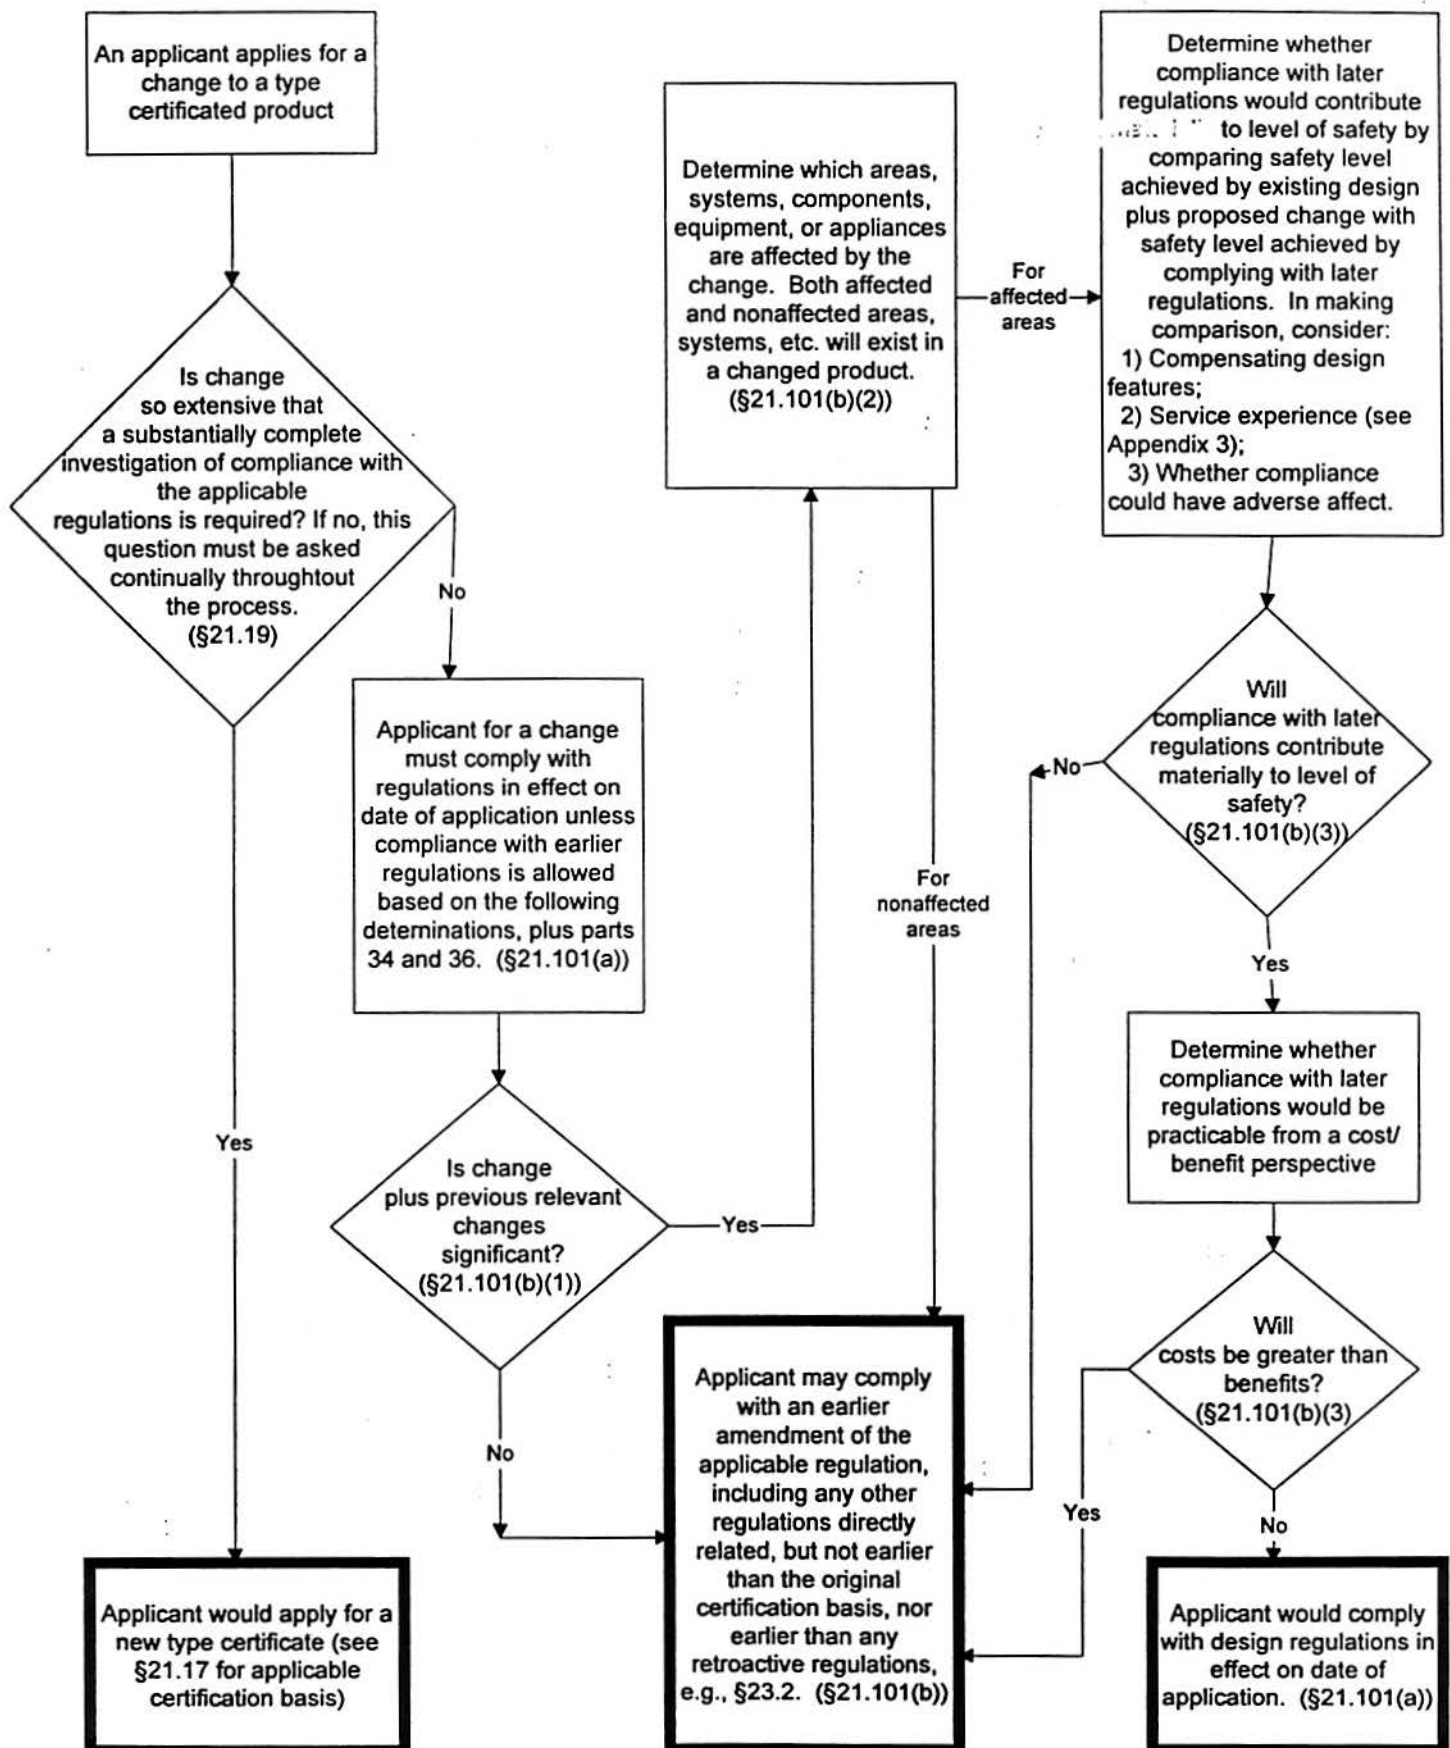 An applicant applies for a
change to a type
certificated product
Is change
so extensive that
a substantially complete
investigation of compliance with
the applicable
regulations is required? If no, this
question must be asked
continually throughtout
the process.
(§21.19)
No
Yes
Applicant for a change
must comply with
regulations in effect on
date of application unless
compliance with earlier
regulations is allowed
based on the following
deteminations, plus parts
34 and 36. (§21.101(a))
Is change
plus previous relevant
changes
significant?
(§21.101(b)(1))
Yes
No
Applicant would apply for a
new type certificate (see
§21.17 for applicable
certification basis)
Determine which areas,
systems, components,
equipment, or appliances
are affected by the
change. Both affected
and nonaffected areas,
systems, etc. will exist in
a changed product.
(§21.101(b)(2))
For
affected
areas
For
nonaffected
areas
Applicant may comply
with an earlier
amendment of the
applicable regulation,
including any other
regulations directly
related, but not earlier
than the original
certification basis, nor
earlier than any
retroactive regulations,
e.g., §23.2. (§21.101(b))
Determine whether
compliance with later
regulations would contribute
to level of safety by
comparing safety level
achieved by existing design
plus proposed change with
safety level achieved by
complying with later
regulations. In making
comparison, consider:
1) Compensating design
features;
2) Service experience (see
Appendix 3);
3) Whether compliance
could have adverse affect.
Will
compliance with later
regulations contribute
materially to level of
safety?
(§21.101(b)(3))
No
Yes
Determine whether
compliance with later
regulations would be
practicable from a cost/
benefit perspective
Will
costs be greater than
benefits?
(§21.101(b)(3)
Yes
No
Applicant would comply
with design regulations in
effect on date of
application. (§21.101(a))